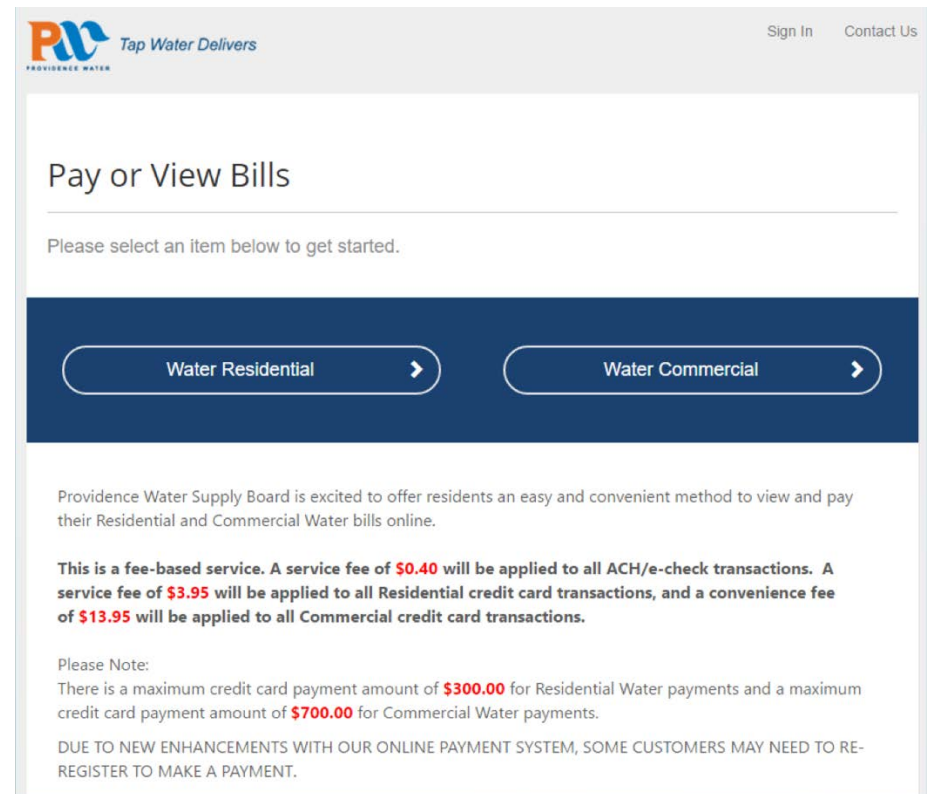 PW Tap Water Delivers
PROVIDENCE WATER
Sign In Contact Us
Pay or View Bills
Please select an item below to get started.
Water Residential
Water Commercial
Providence Water Supply Board is excited to offer residents an easy and convenient method to view and pay
their Residential and Commercial Water bills online.
This is a fee-based service. A service fee of $0.40 will be applied to all ACH/e-check transactions. A
service fee of $3.95 will be applied to all Residential credit card transactions, and a convenience fee
of $13.95 will be applied to all Commercial credit card transactions.
Please Note:
There is a maximum credit card payment amount of $300.00 for Residential Water payments and a maximum
credit card payment amount of $700.00 for Commercial Water payments.
DUE TO NEW ENHANCEMENTS WITH OUR ONLINE PAYMENT SYSTEM, SOME CUSTOMERS MAY NEED TO RE-
REGISTER TO MAKE A PAYMENT.